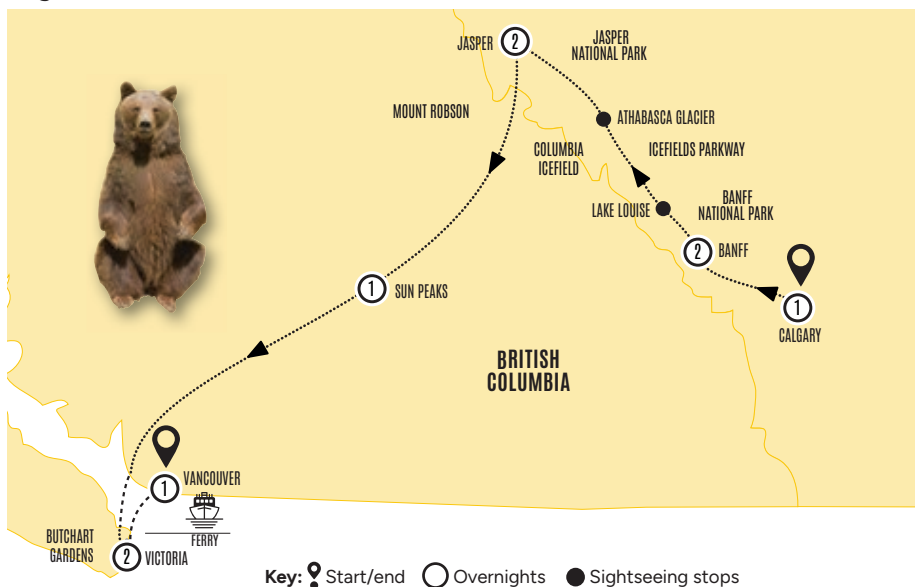 JASPER
2
JASPER
NATIONAL PARK
MOUNT ROBSON
ATHABASCA GLACIER
COLUMBIA
ICEFIELD
ICEFIELDS PARKWAY
BANFF
NATIONAL PARK
LAKE LOUISE
2
BANFF
1
CALGARY
1
SUN PEAKS
BRITISH
COLUMBIA
1
VANCOUVER
FERRY
BUTCHART
GARDENS
2
VICTORIA
Key: Start/end Overnights Sightseeing stops